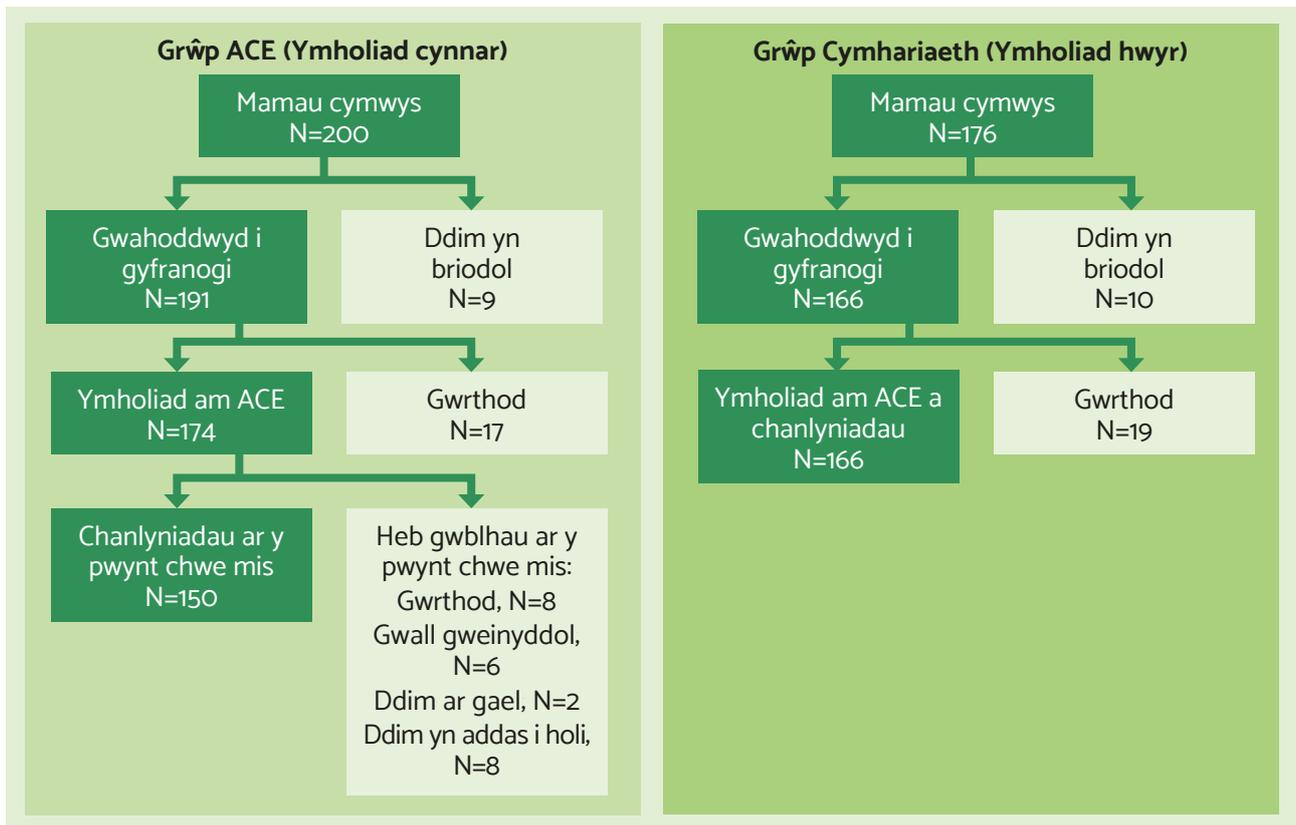 Grŵp ACE (Ymholiad cynnar)
Mamau cymwys
N=200
Gwahoddwyd i
gyfranogi
N=191
Ddim yn
briodol
N=9
Ymholiad am ACE
N=174
Gwrthod
N=17
Chanlyniadau ar y
pwynt chwe mis
N=150
Heb gwblhau ar y
pwynt chwe mis:
Gwrthod, N=8
Gwall gweinyddol,
N=6
Ddim ar gael, N=2
Ddim yn addas i holi,
N=8
Grŵp Cymhariaeth (Ymholiad hwyr)
Mamau cymwys
N=176
Gwahoddwyd i
gyfranogi
N=166
Ddim yn
briodol
N=10
Ymholiad am ACE a
chanlyniadau
N=166
Gwrthod
N=19